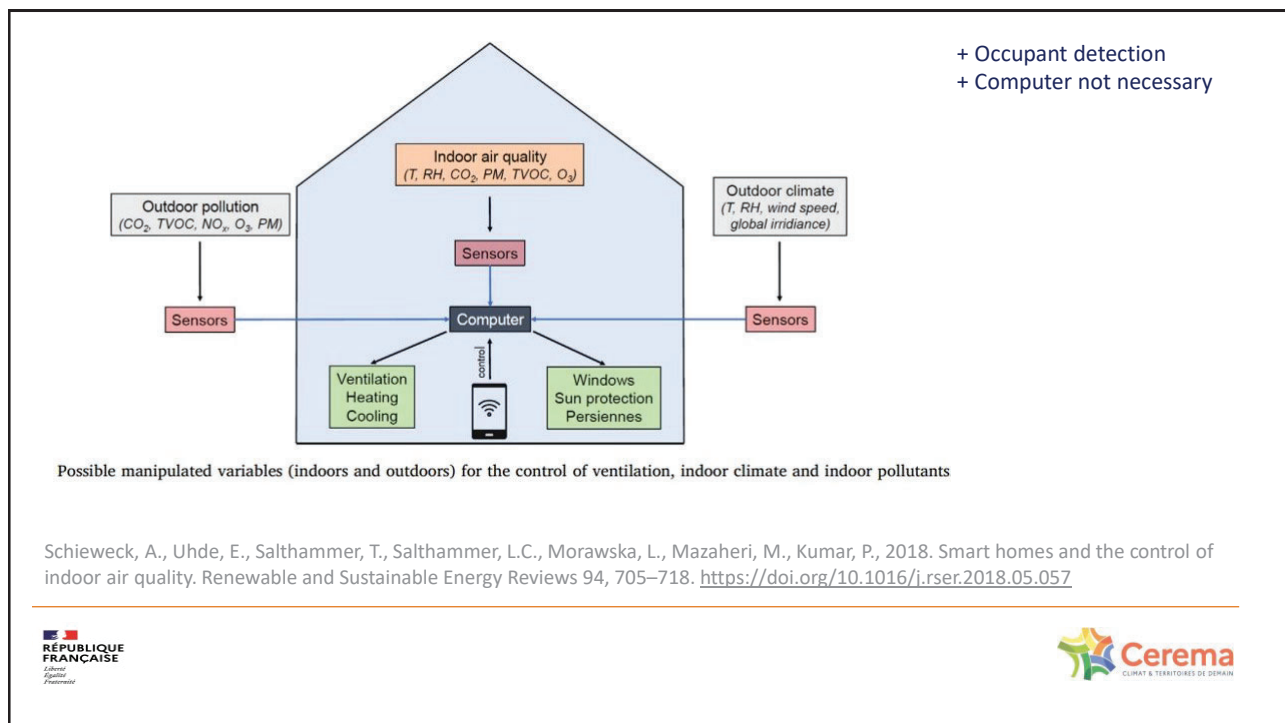 + Occupant detection
+ Computer not necessary
Indoor air quality
(T, RH, CO₂, PM, TVOC, O₃)
Outdoor pollution
(CO₂, TVOC, NOₓ, O₃, PM)
Outdoor climate
(T, RH, wind speed,
global irridiance)
Sensors
Sensors
Computer
Sensors
control
Ventilation
Heating
Cooling
Windows
Sun protection
Persiennes
Possible manipulated variables (indoors and outdoors) for the control of ventilation, indoor climate and indoor pollutants
Schieweck, A., Uhde, E., Salthammer, T., Salthammer, L.C., Morawska, L., Mazaheri, M., Kumar, P., 2018. Smart homes and the control of
indoor air quality. Renewable and Sustainable Energy Reviews 94, 705–718. https://doi.org/10.1016/j.rser.2018.05.057
RÉPUBLIQUE
FRANÇAISE
Liberté
Égalité
Fraternité
Cerema
CLIMAT & TERRITOIRES DE DEMAIN